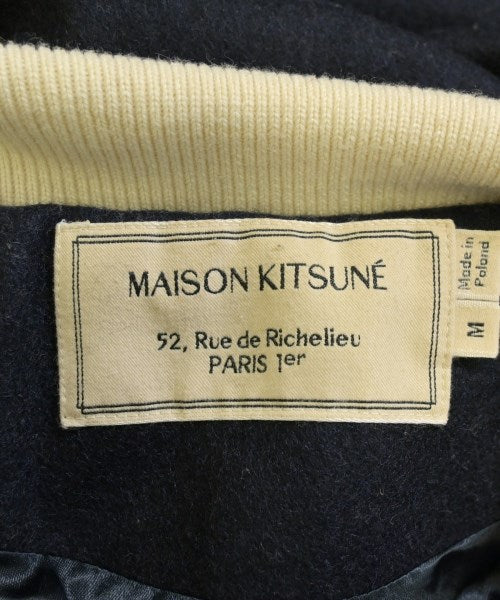 MAISON KITSUNÉ
52, Rue de Richelieu
PARIS 1er
Made in
Poland
M